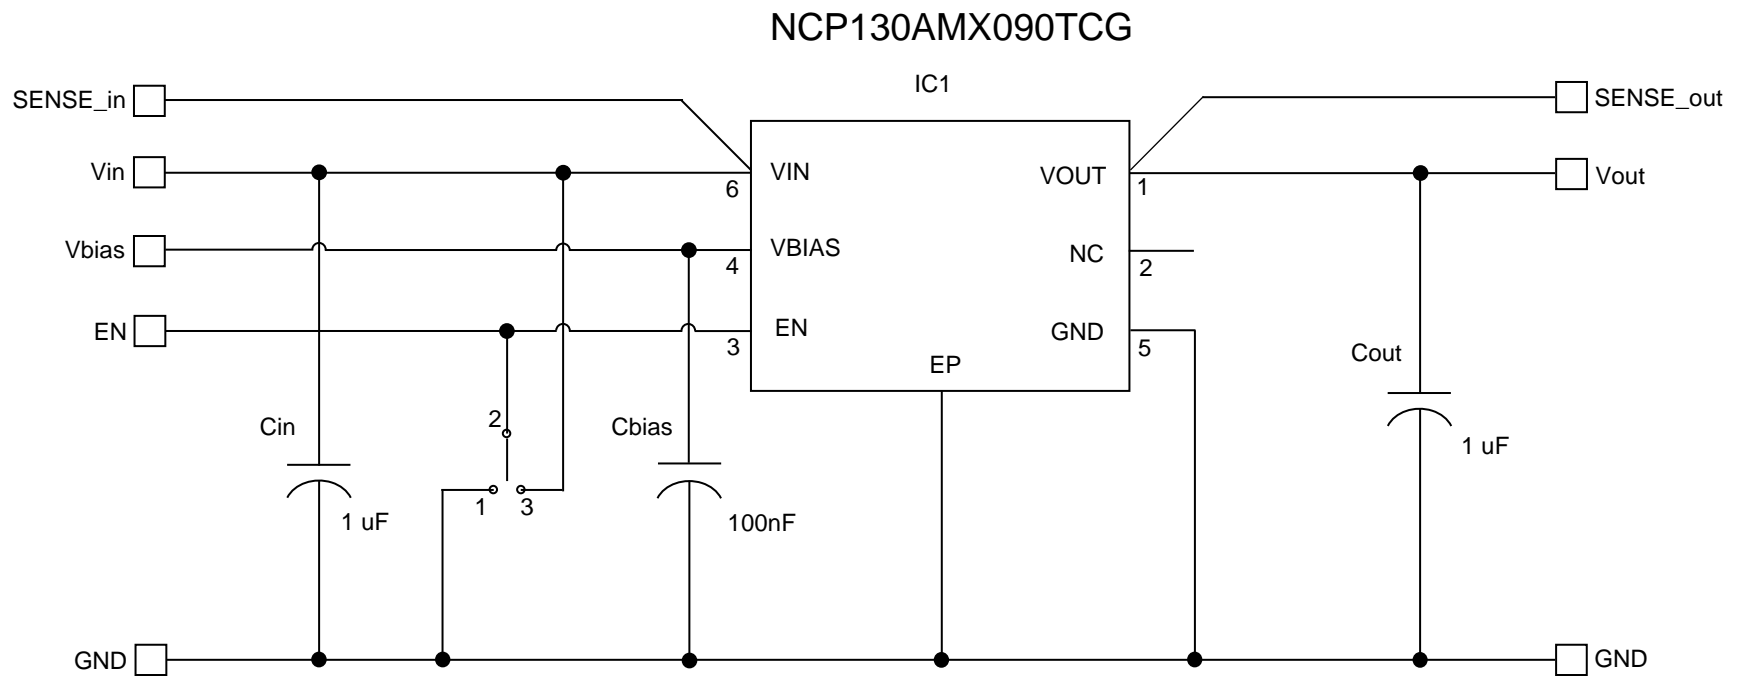 NCP130AMX090TCG
IC1
SENSE_in
SENSE_out
Vin
VIN
6
VOUT
1
Vout
Vbias
VBIAS
4
NC
2
EN
EN
3
GND
5
EP
Cout
1 uF
Cin
2
Cbias
1
3
1 uF
100nF
GND
GND